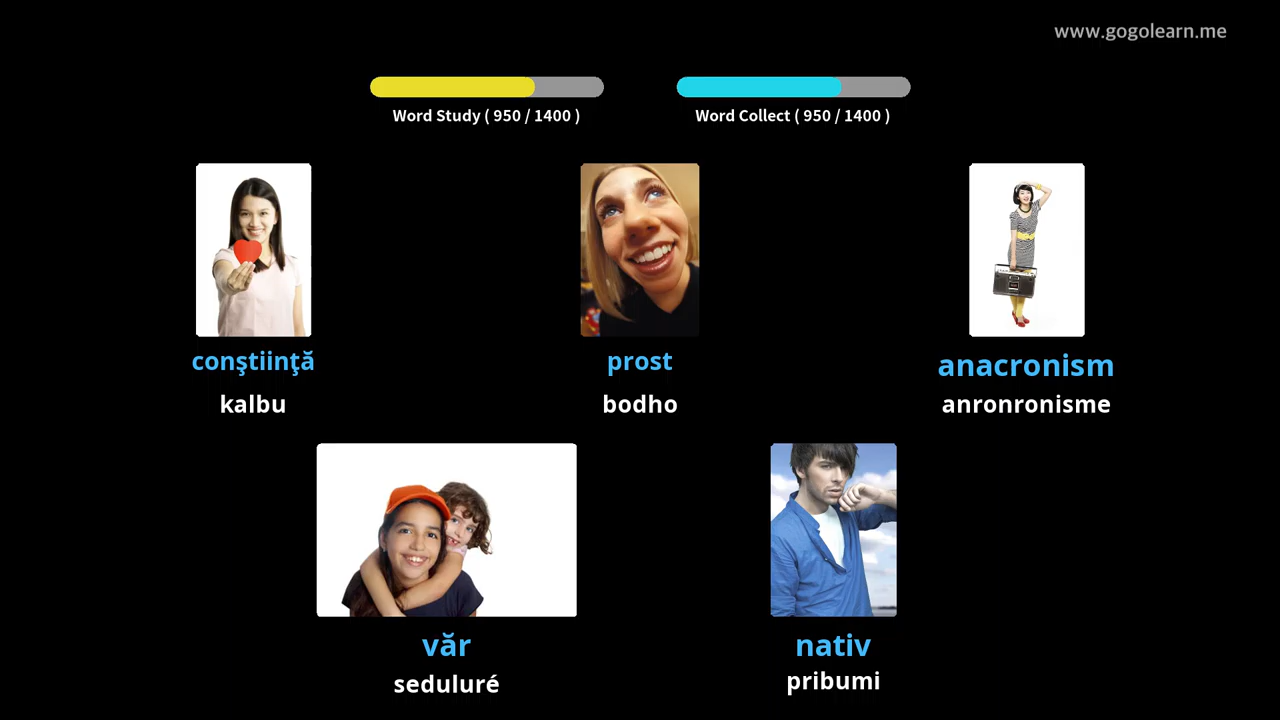 www.gogolearn.me
Word Study ( 950 / 1400 )
Word Collect ( 950 / 1400 )
conştiinţă
prost
anacronism
kalbu
bodho
anronronisme
văr
nativ
seduluré
pribumi